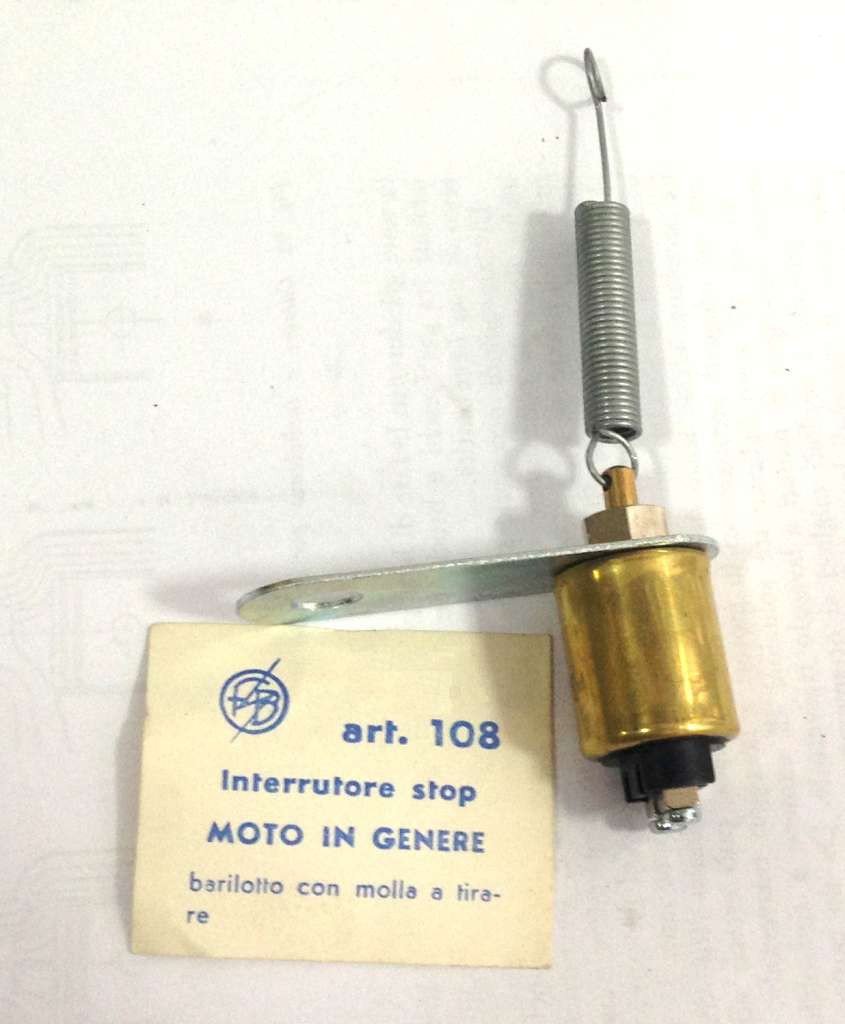 art. 108
Interrutore stop
MOTO IN GENERE
barilotto con molla a tira-
re